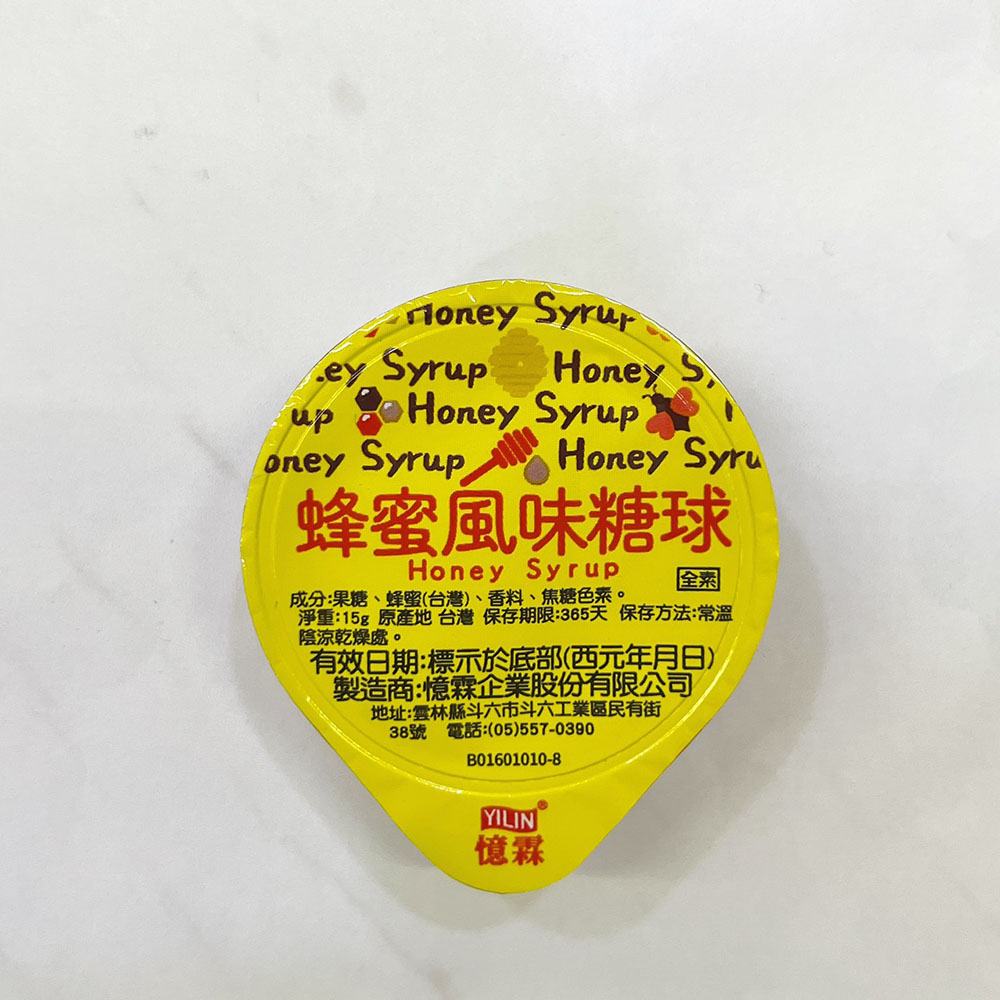 Honey Syrup
ey Syrup Honey S
up Honey Syrup
oney Syrup Honey Syru
蜂蜜風味糖球
Honey Syrup
全素
成分:果糖、蜂蜜(台灣)、香料、焦糖色素。
淨重:15g 原產地 台灣 保存期限:365天 保存方法:常溫
陰涼乾燥處。
有效日期:標示於底部(西元年月日)
製造商:憶霖企業股份有限公司
地址:雲林縣斗六市斗六工業區民有街
38號 電話:(05)557-0390
B01601010-8
YILIN®
憶霖